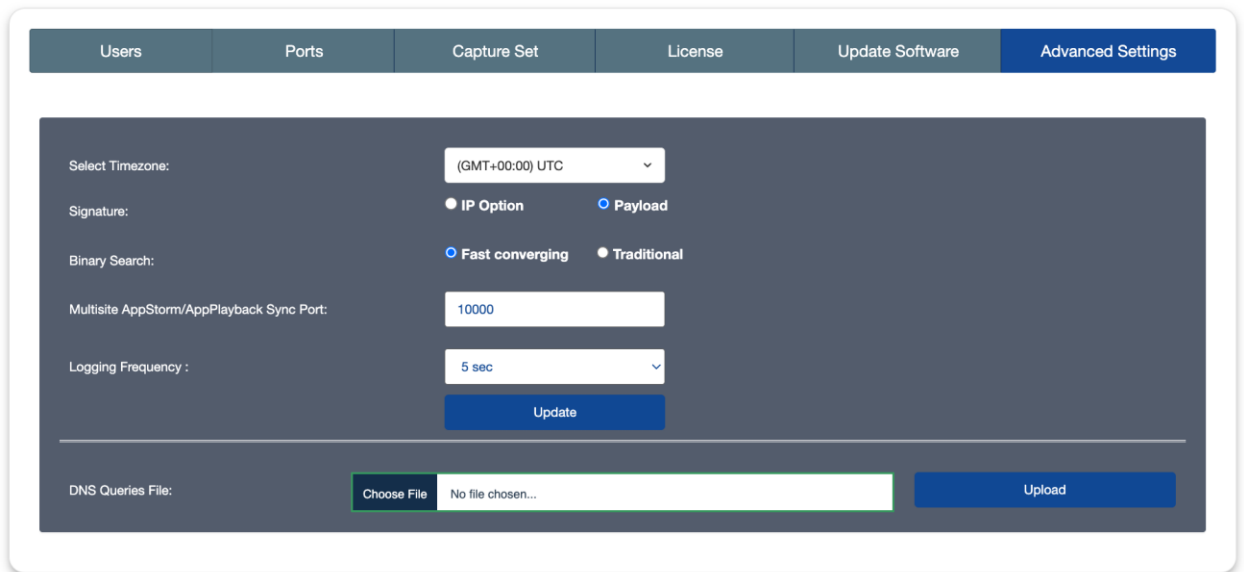 Users Ports Capture Set License Update Software Advanced Settings
Select Timezone: (GMT+00:00) UTC
Signature: IP Option Payload
Binary Search: Fast converging Traditional
Multisite AppStorm/AppPlayback Sync Port: 10000
Logging Frequency : 5 sec
Update
DNS Queries File: Choose File No file chosen... Upload